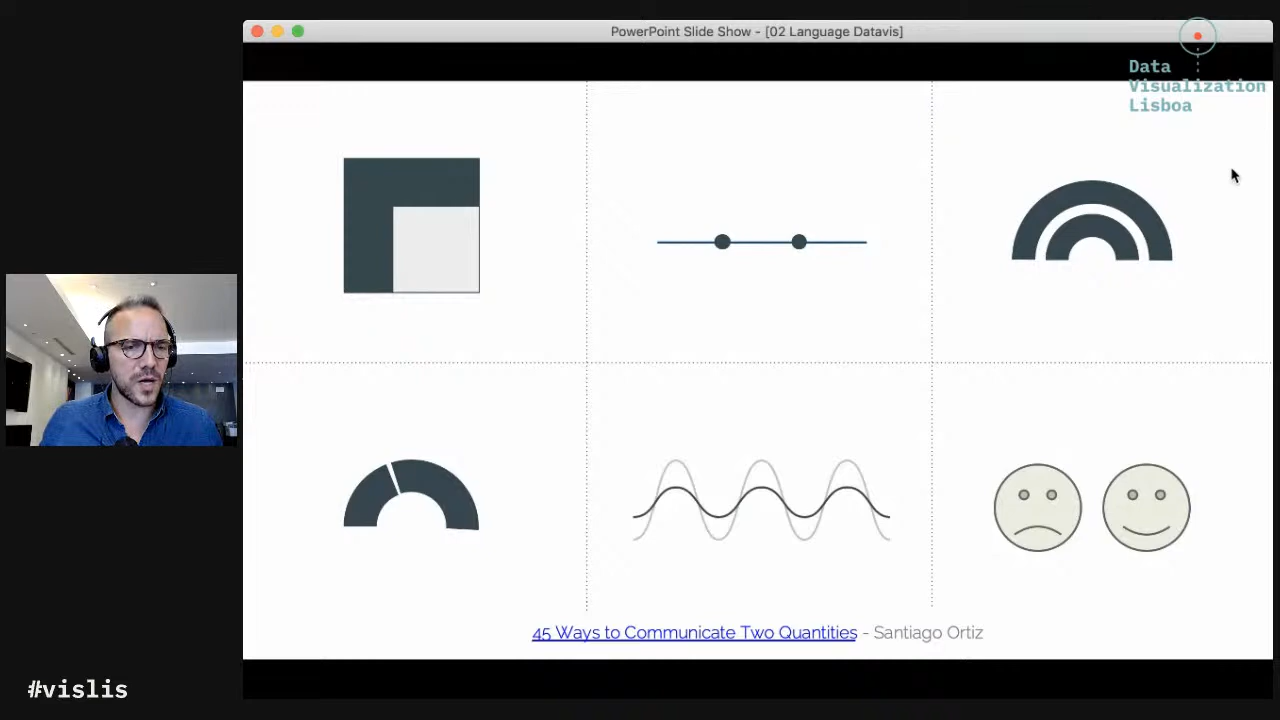 PowerPoint Slide Show - [02 Language Datavis]
Data
Visualization
Lisboa
45 Ways to Communicate Two Quantities - Santiago Ortiz
#vislis